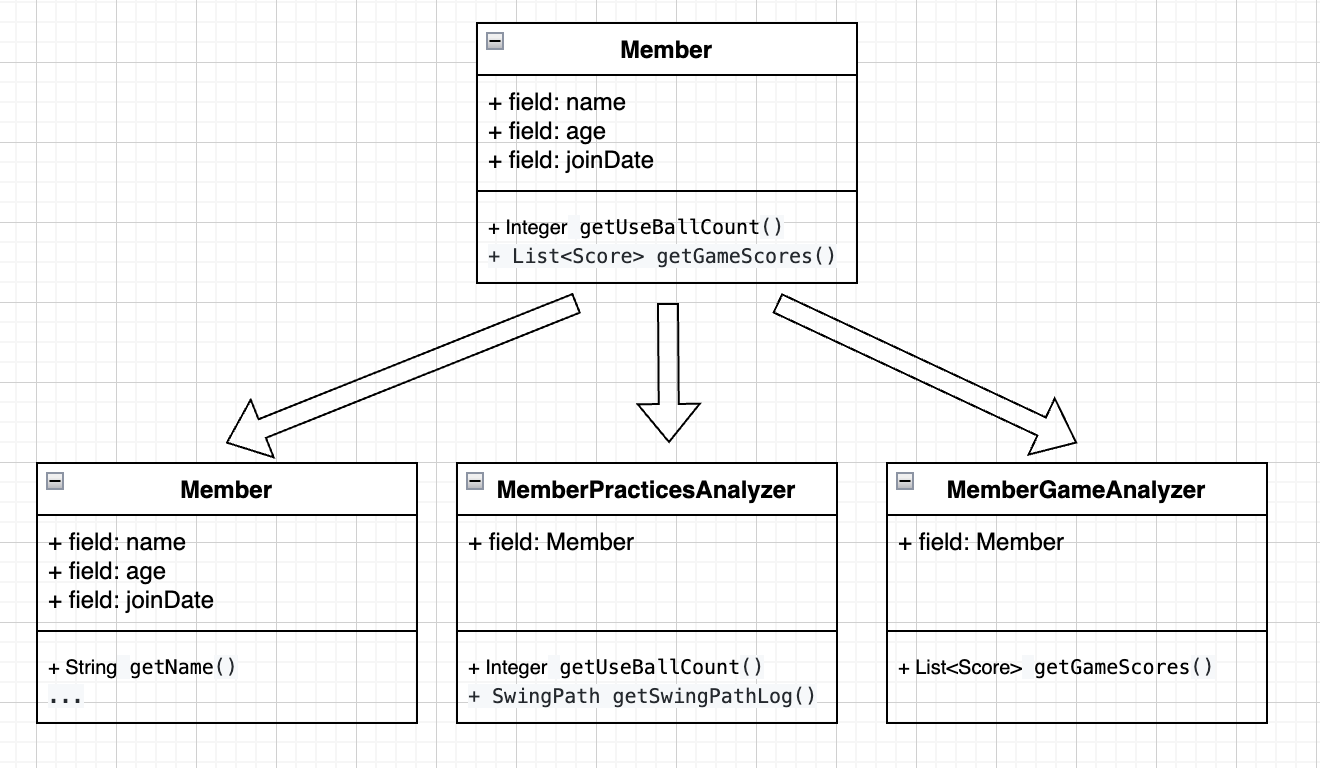 Member
+ field: name
+ field: age
+ field: joinDate
+ Integer getUseBallCount()
+ List<Score> getGameScores()
Member
+ field: name
+ field: age
+ field: joinDate
+ String getName()
...
MemberPracticesAnalyzer
+ field: Member
+ Integer getUseBallCount()
+ SwingPath getSwingPathLog()
MemberGameAnalyzer
+ field: Member
+ List<Score> getGameScores()